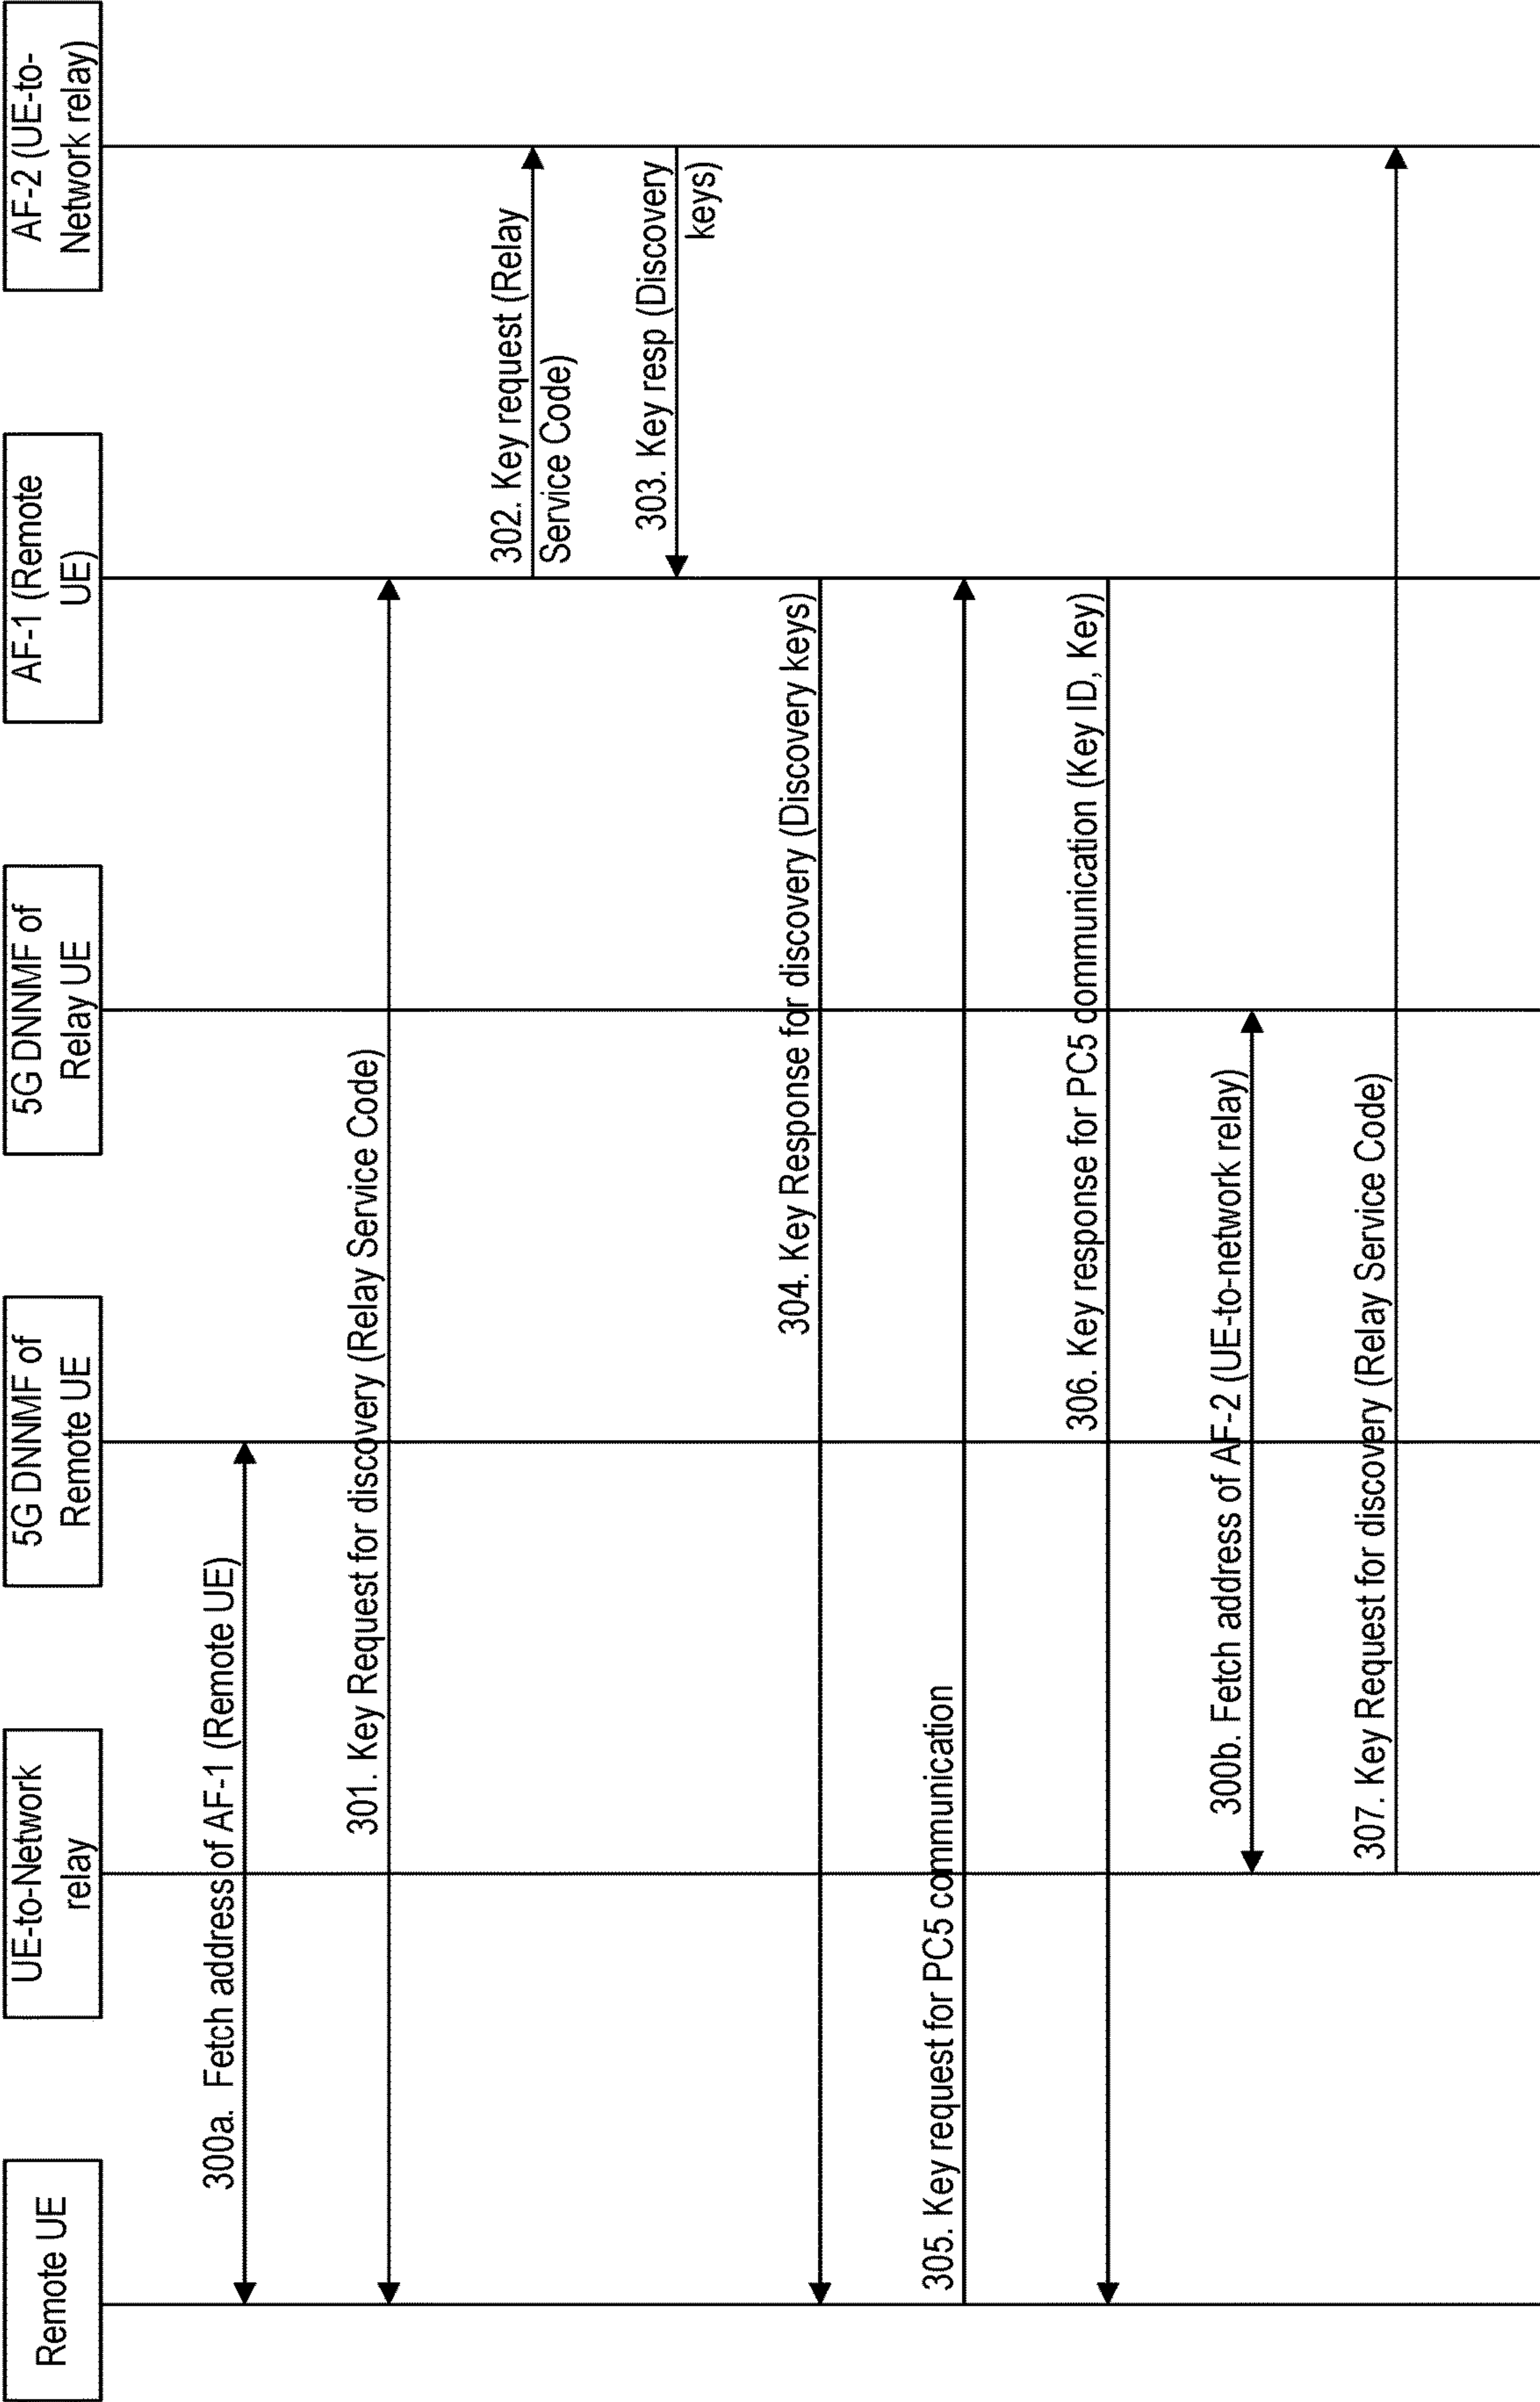 Remote UE
UE-to-Network
relay
5G DNNMF of
Remote UE
5G DNNMF of
Relay UE
AF-1 (Remote
UE)
AF-2 (UE-to-
Network relay)
300a. Fetch address of AF-1 (Remote UE)
301. Key Request for discovery (Relay Service Code)
302. Key request (Relay
Service Code)
303. Key resp (Discovery
keys)
304. Key Response for discovery (Discovery keys)
305. Key request for PC5 communication
306. Key response for PC5 communication (Key ID, Key)
300b. Fetch address of AF-2 (UE-to-network relay)
307. Key Request for discovery (Relay Service Code)